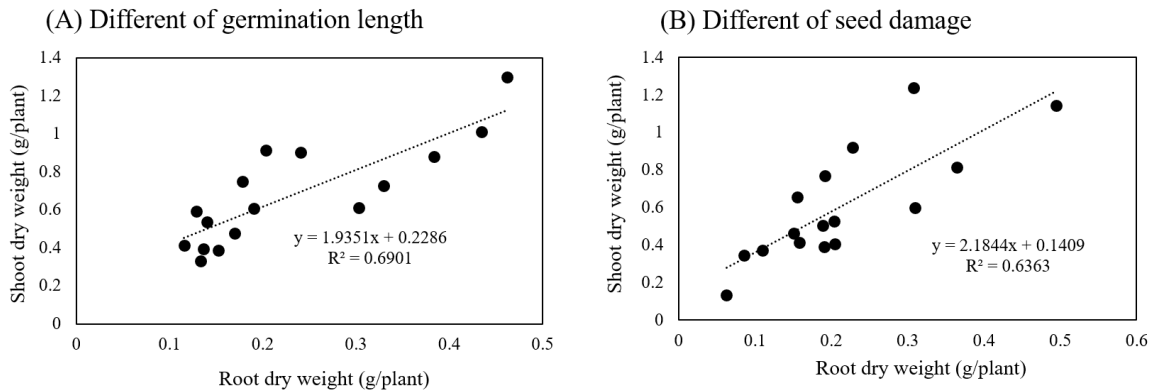 (A) Different of germination length
1.4
1.2
1
0.8
0.6
0.4
0.2
0
Shoot dry weight (g/plant)
y = 1.9351x + 0.2286
R² = 0.6901
0 0.1 0.2 0.3 0.4 0.5
Root dry weight (g/plant)
(B) Different of seed damage
1.4
1.2
1
0.8
0.6
0.4
0.2
0
Shoot dry weight (g/plant)
y = 2.1844x + 0.1409
R² = 0.6363
0 0.1 0.2 0.3 0.4 0.5 0.6
Root dry weight (g/plant)